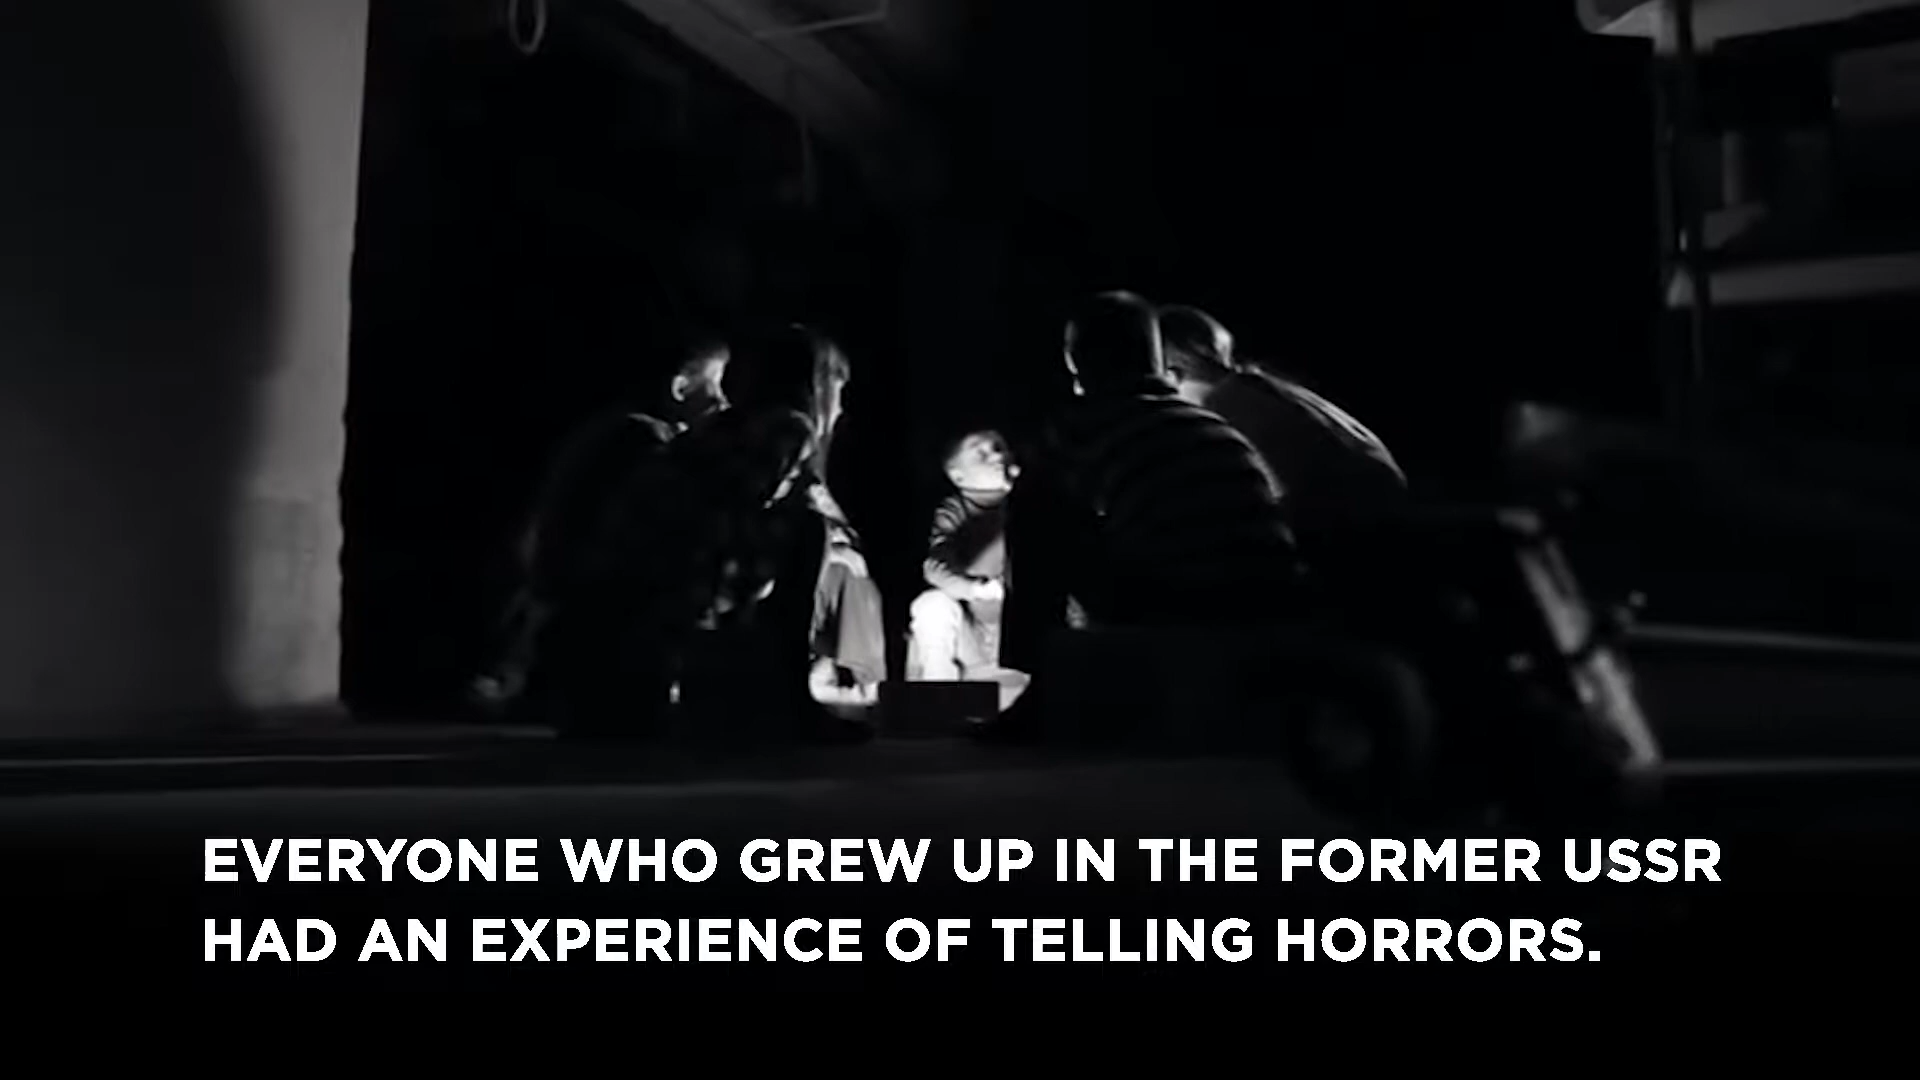 EVERYONE WHO GREW UP IN THE FORMER USSR
HAD AN EXPERIENCE OF TELLING HORRORS.